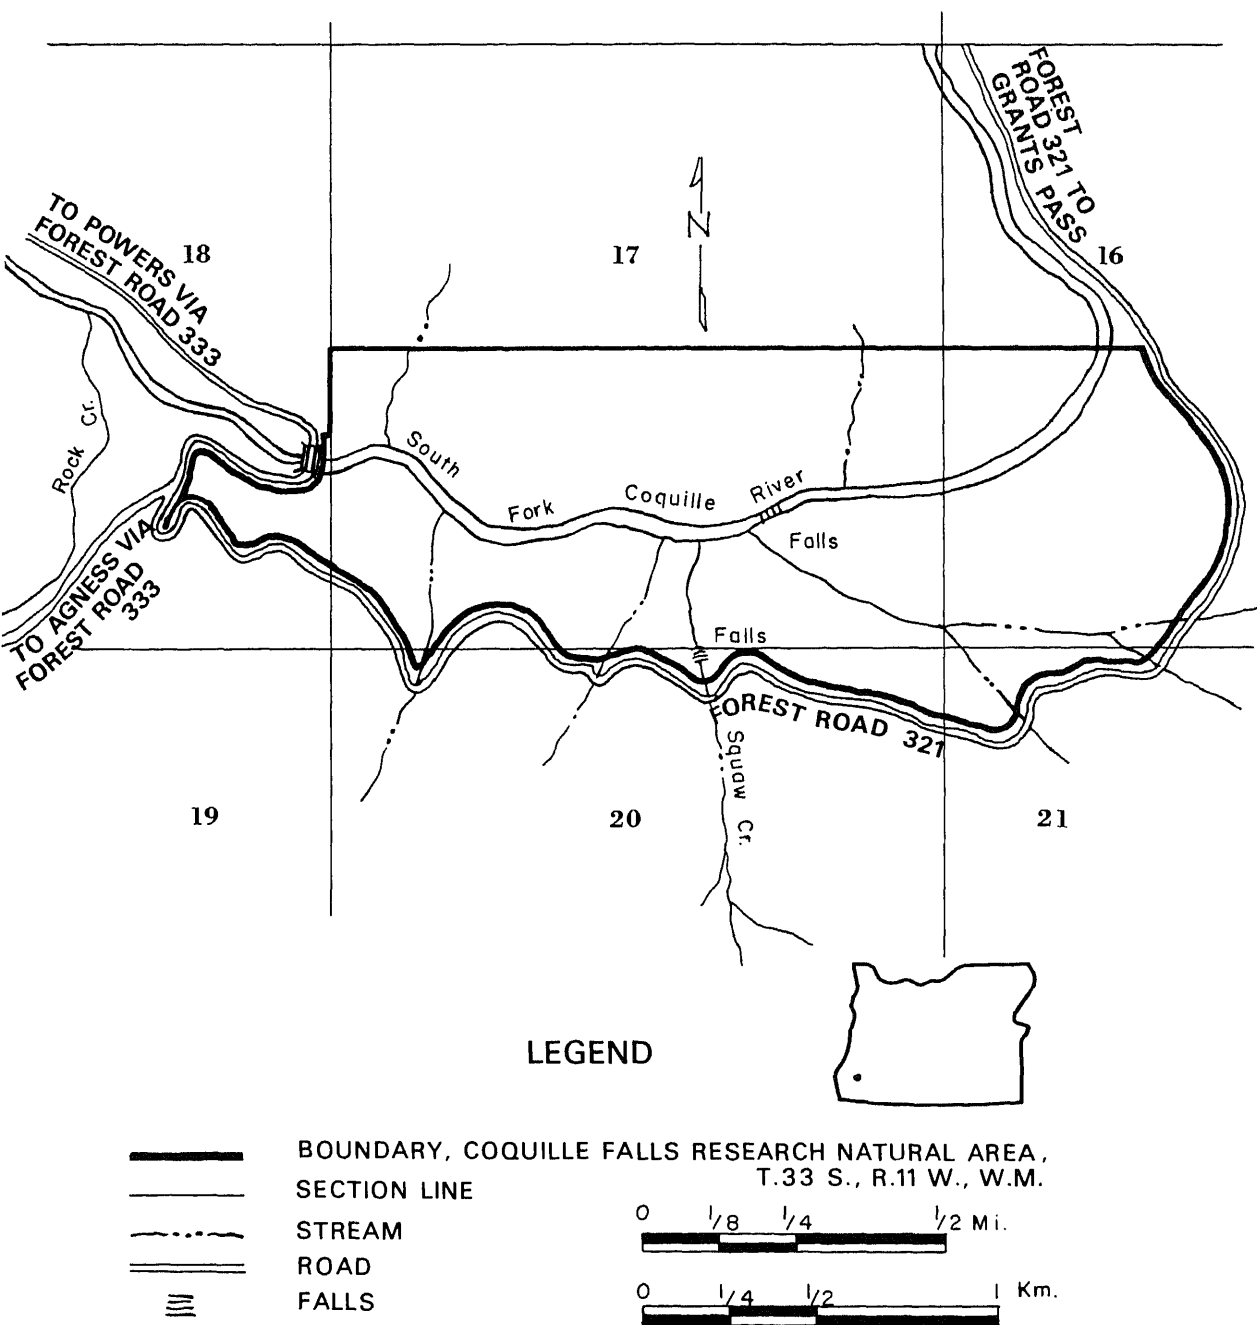 FOREST
ROAD 321 TO
GRANTS PASS
TO POWERS VIA
FOREST ROAD 333
18
17
16
N
Rock Cr.
South Fork Coquille River
Falls
TO AGNESS VIA
FOREST ROAD
333
Falls
FOREST ROAD 321
Squaw Cr.
19
20
21
LEGEND
BOUNDARY, COQUILLE FALLS RESEARCH NATURAL AREA,
T.33 S., R.11 W., W.M.
SECTION LINE
STREAM
ROAD
FALLS
0 1/8 1/4 1/2 Mi.
0 1/4 1/2 1 Km.